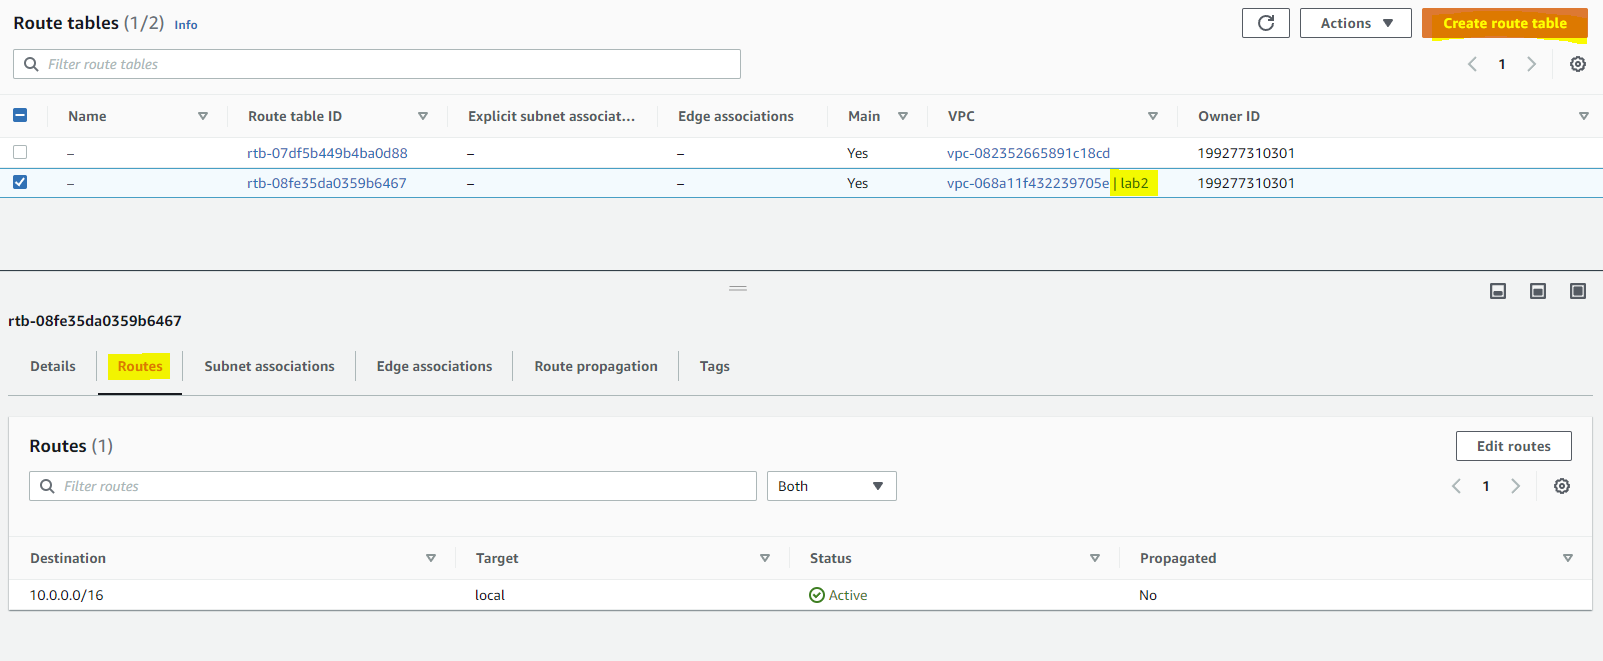 Route tables (1/2) Info
Actions
Create route table
Filter route tables
1
Name Route table ID Explicit subnet associat... Edge associations Main VPC Owner ID
– rtb-07df5b449b4ba0d88 – – Yes vpc-082352665891c18cd 199277310301
– rtb-08fe35da0359b6467 – – Yes vpc-068a11f432239705e | lab2 199277310301
rtb-08fe35da0359b6467
Details Routes Subnet associations Edge associations Route propagation Tags
Routes (1)
Edit routes
Filter routes Both 1
Destination Target Status Propagated
10.0.0.0/16 local Active No